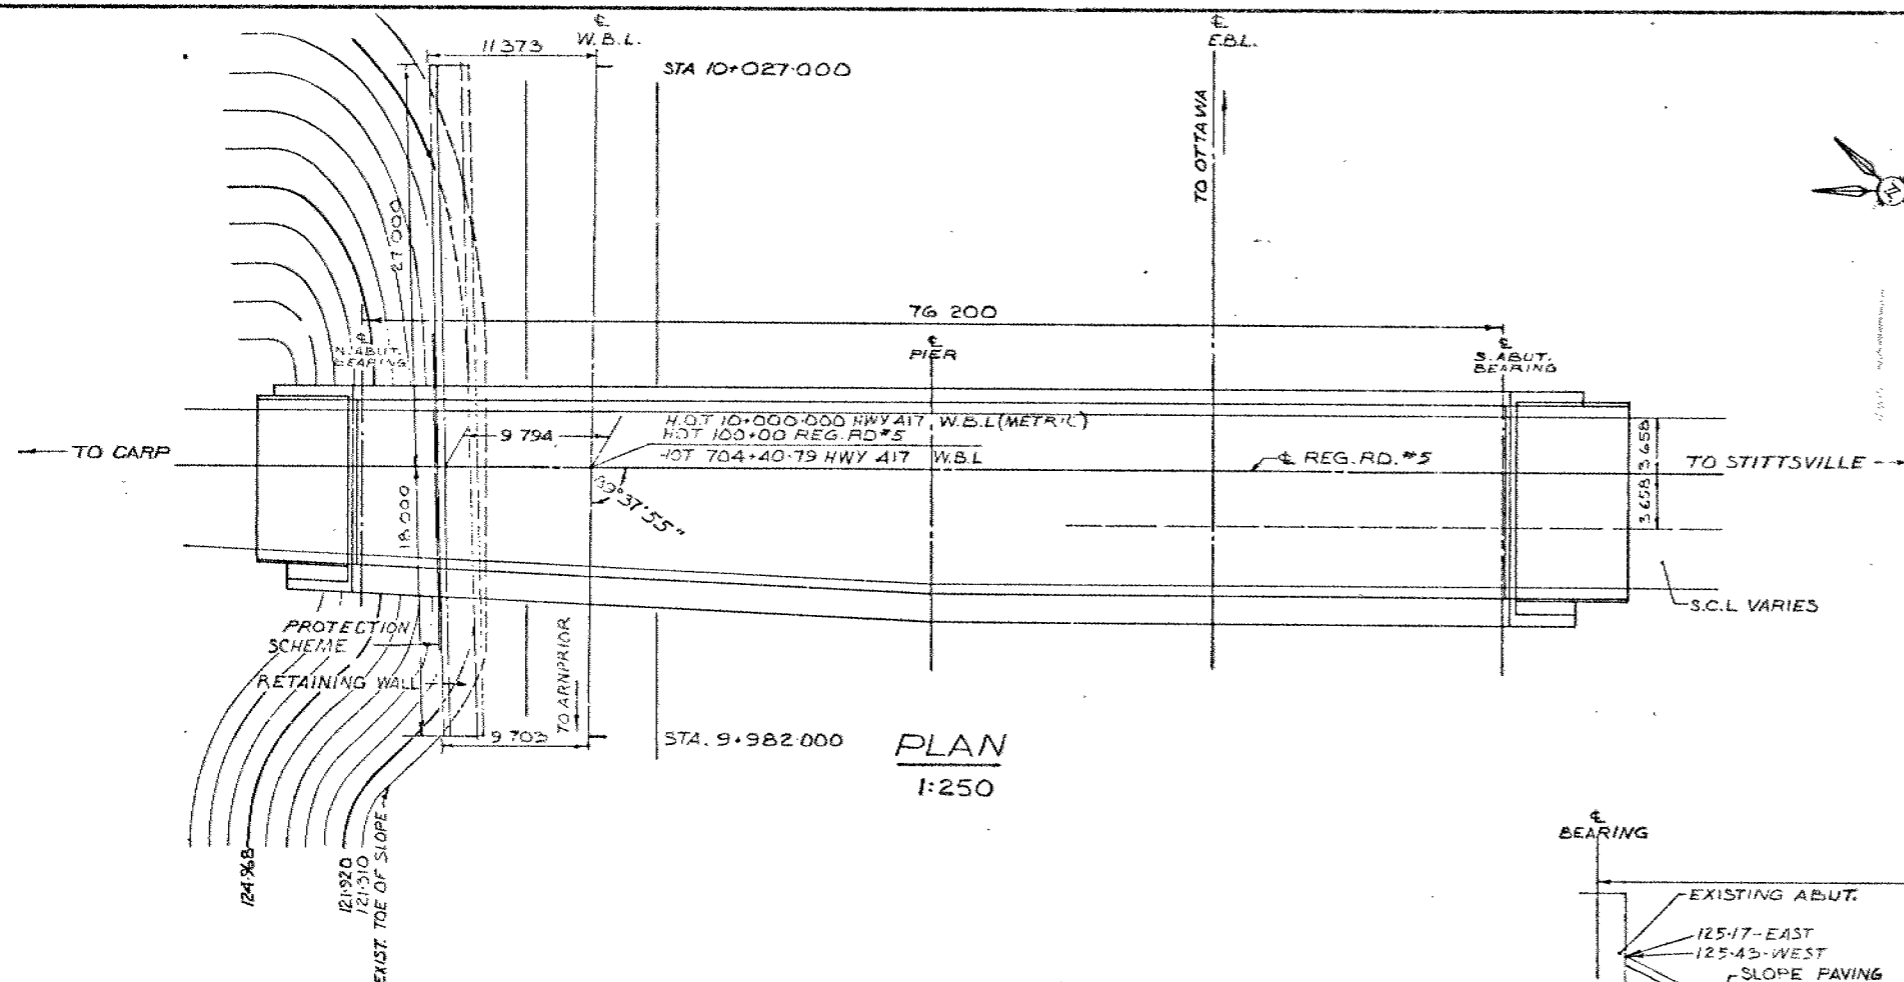 ℄
W.B.L.
℄
E.B.L.
11 373
STA 10+027·000
TO OTTAWA
27 000
76 200
℄
N. ABUT.
BEARING
℄
PIER
℄
S. ABUT.
BEARING
H.O.T 10+000·000 HWY 417 W.B.L (METRIC)
HOT 100+00 REG. RD #5
HOT 704+40·79 HWY 417 W.B.L
9 794
TO CARP
℄ REG. RD. #5
3 658 3 658
TO STITTSVILLE
18 000
89°37'55"
S.C.L VARIES
PROTECTION
SCHEME
RETAINING WALL
TO ARNPRIOR
9 703
STA. 9+982·000
PLAN
1:250
124·968
121·920
121·310
EXIST. TOE OF SLOPE
℄
BEARING
EXISTING ABUT.
125·17-EAST
125·43-WEST
SLOPE PAVING